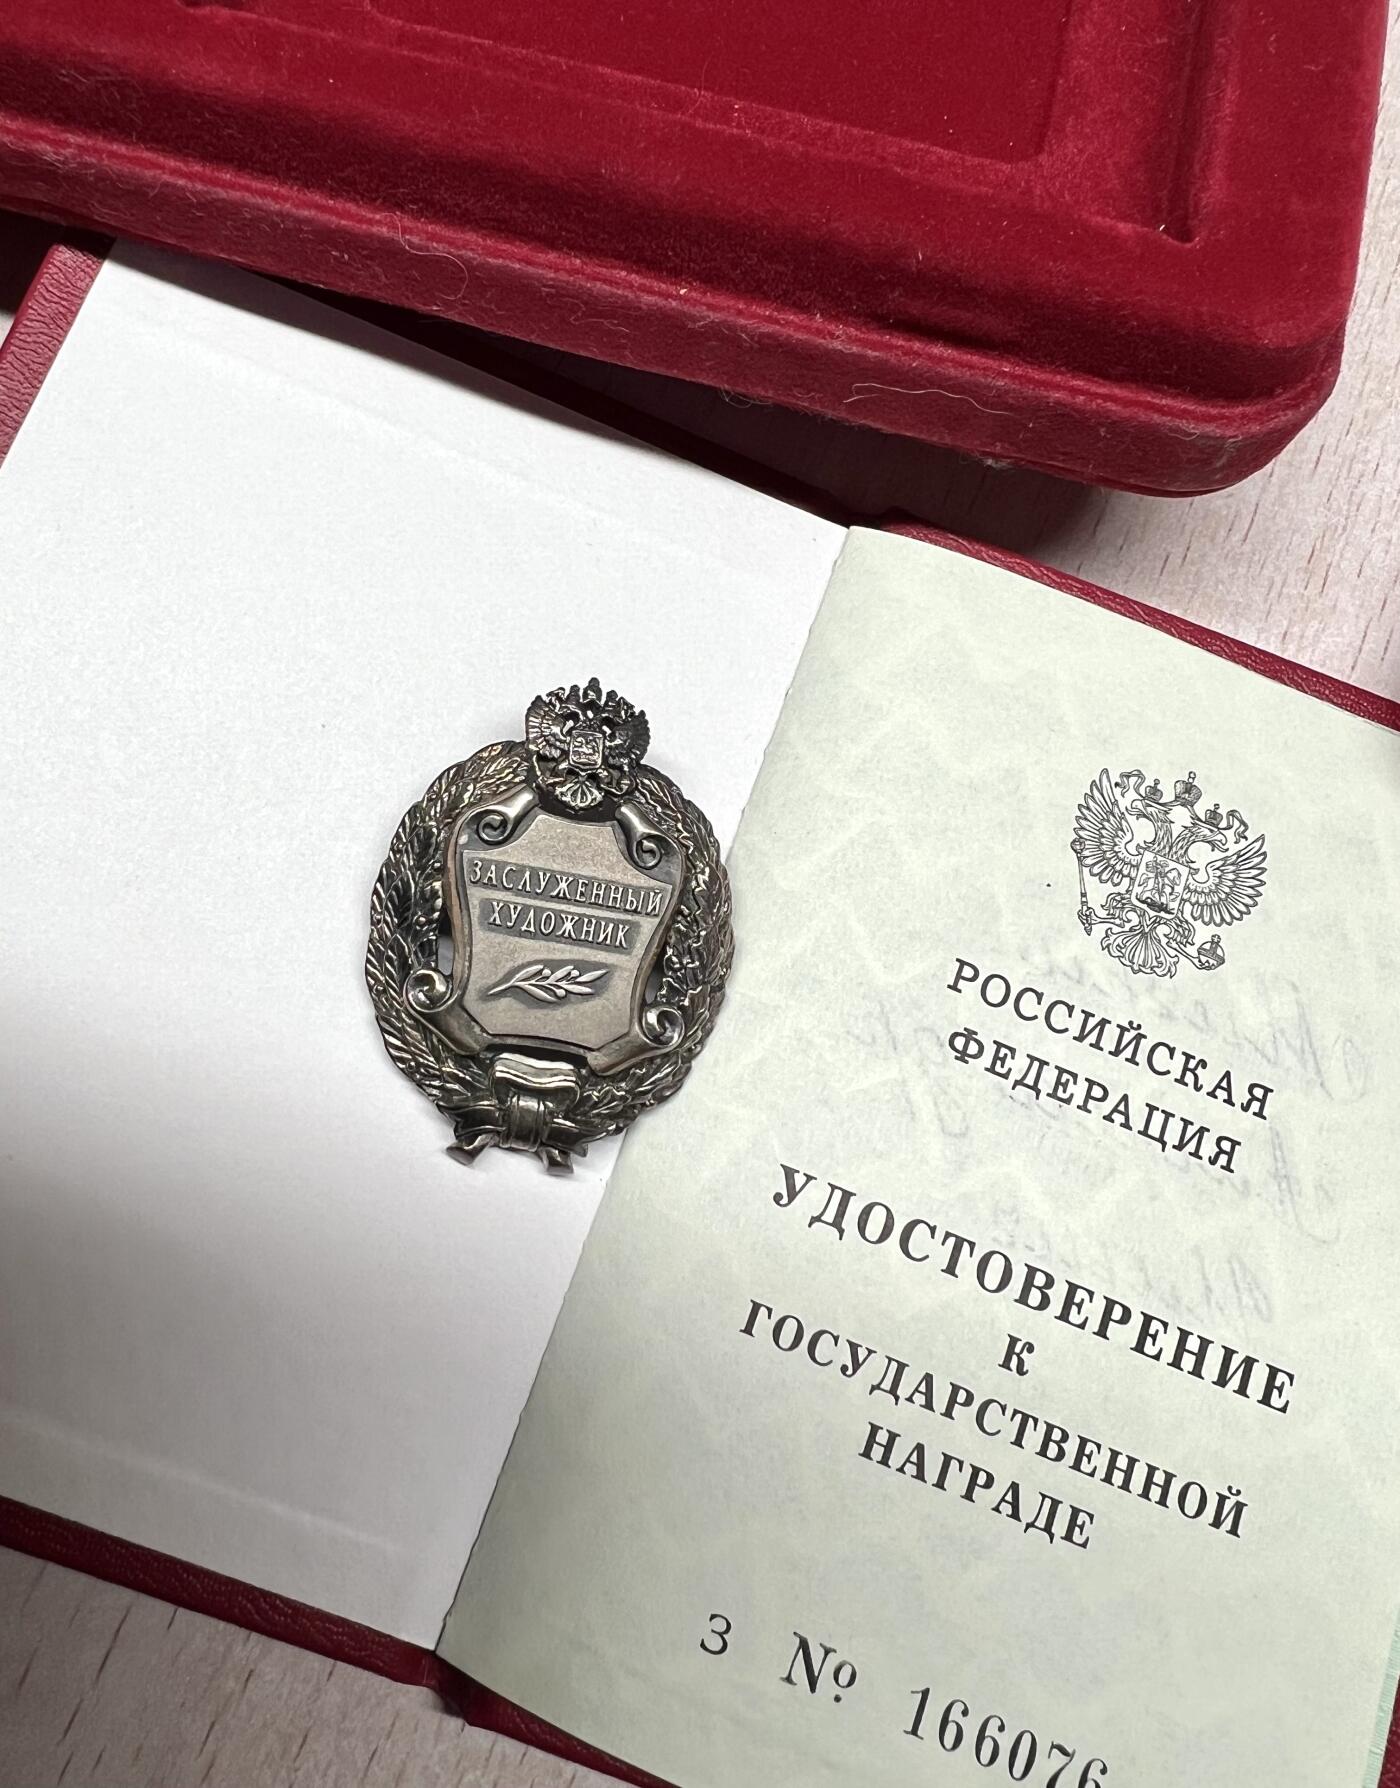 ЗАСЛУЖЕННЫЙ
ХУДОЖНИК
РОССИЙСКАЯ
ФЕДЕРАЦИЯ
УДОСТОВЕРЕНИЕ
К
ГОСУДАРСТВЕННОЙ
НАГРАДЕ
З № 166076